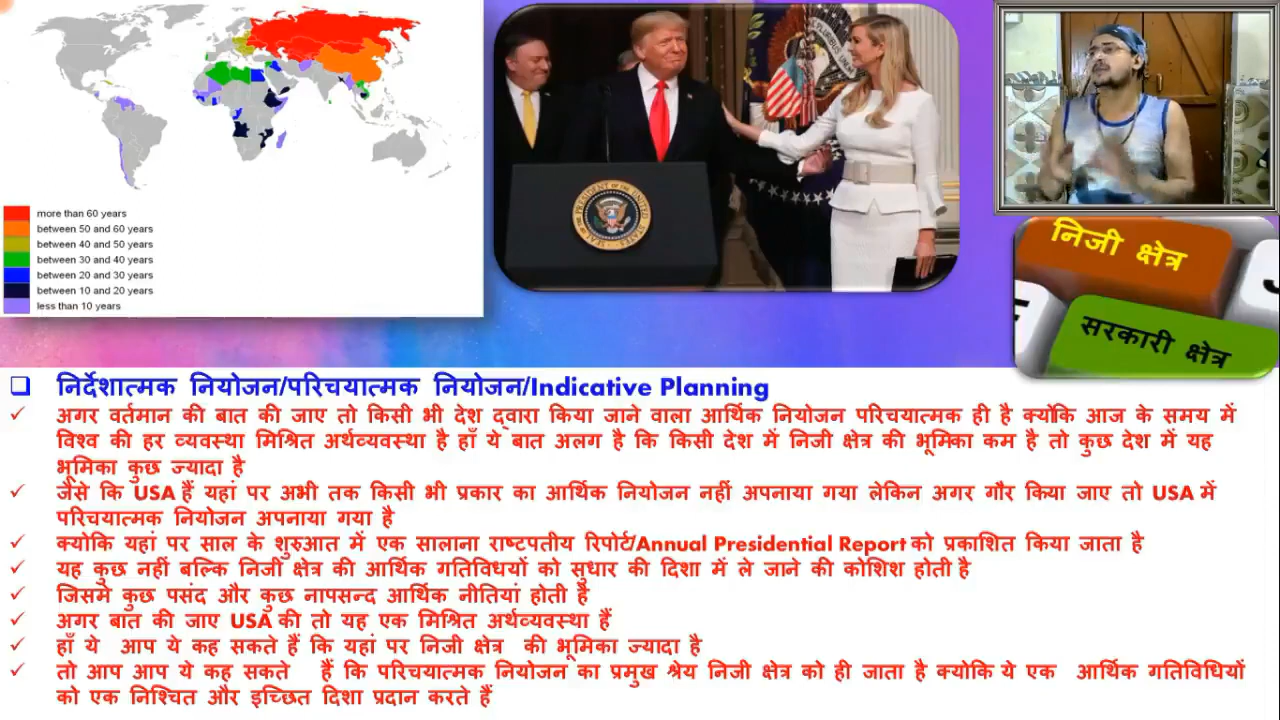 more than 60 years
between 50 and 60 years
between 40 and 50 years
between 30 and 40 years
between 20 and 30 years
between 10 and 20 years
less than 10 years
निजी क्षेत्र
सरकारी क्षेत्र
निर्देशात्मक नियोजन/परिचयात्मक नियोजन/Indicative Planning
अगर वर्तमान की बात की जाए तो किसी भी देश द्वारा किया जाने वाला आर्थिक नियोजन परिचयात्मक ही है क्योकि आज के समय में
विश्व की हर व्यवस्था मिश्रित अर्थव्यवस्था है हाँ ये बात अलग है कि किसी देश में निजी क्षेत्र की भूमिका कम है तो कुछ देश में यह
भूमिका कुछ ज्यादा है
जैसे कि USA हैं यहां पर अभी तक किसी भी प्रकार का आर्थिक नियोजन नहीं अपनाया गया लेकिन अगर गौर किया जाए तो USA में
परिचयात्मक नियोजन अपनाया गया है
क्योकि यहां पर साल के शुरुआत में एक सालाना राष्टपतीय रिपोर्ट/Annual Presidential Report को प्रकाशित किया जाता है
यह कुछ नहीं बल्कि निजी क्षेत्र की आर्थिक गतिविधयों को सुधार की दिशा में ले जाने की कोशिश होती है
जिसमे कुछ पसंद और कुछ नापसन्द आर्थिक नीतियां होती है
अगर बात की जाए USA की तो यह एक मिश्रित अर्थव्यवस्था हैं
हाँ ये आप ये कह सकते हैं कि यहां पर निजी क्षेत्र की भूमिका ज्यादा है
तो आप आप ये कह सकते हैं कि परिचयात्मक नियोजन का प्रमुख श्रेय निजी क्षेत्र को ही जाता है क्योकि ये एक आर्थिक गतिविधियों
को एक निश्चित और इच्छित दिशा प्रदान करते हैं